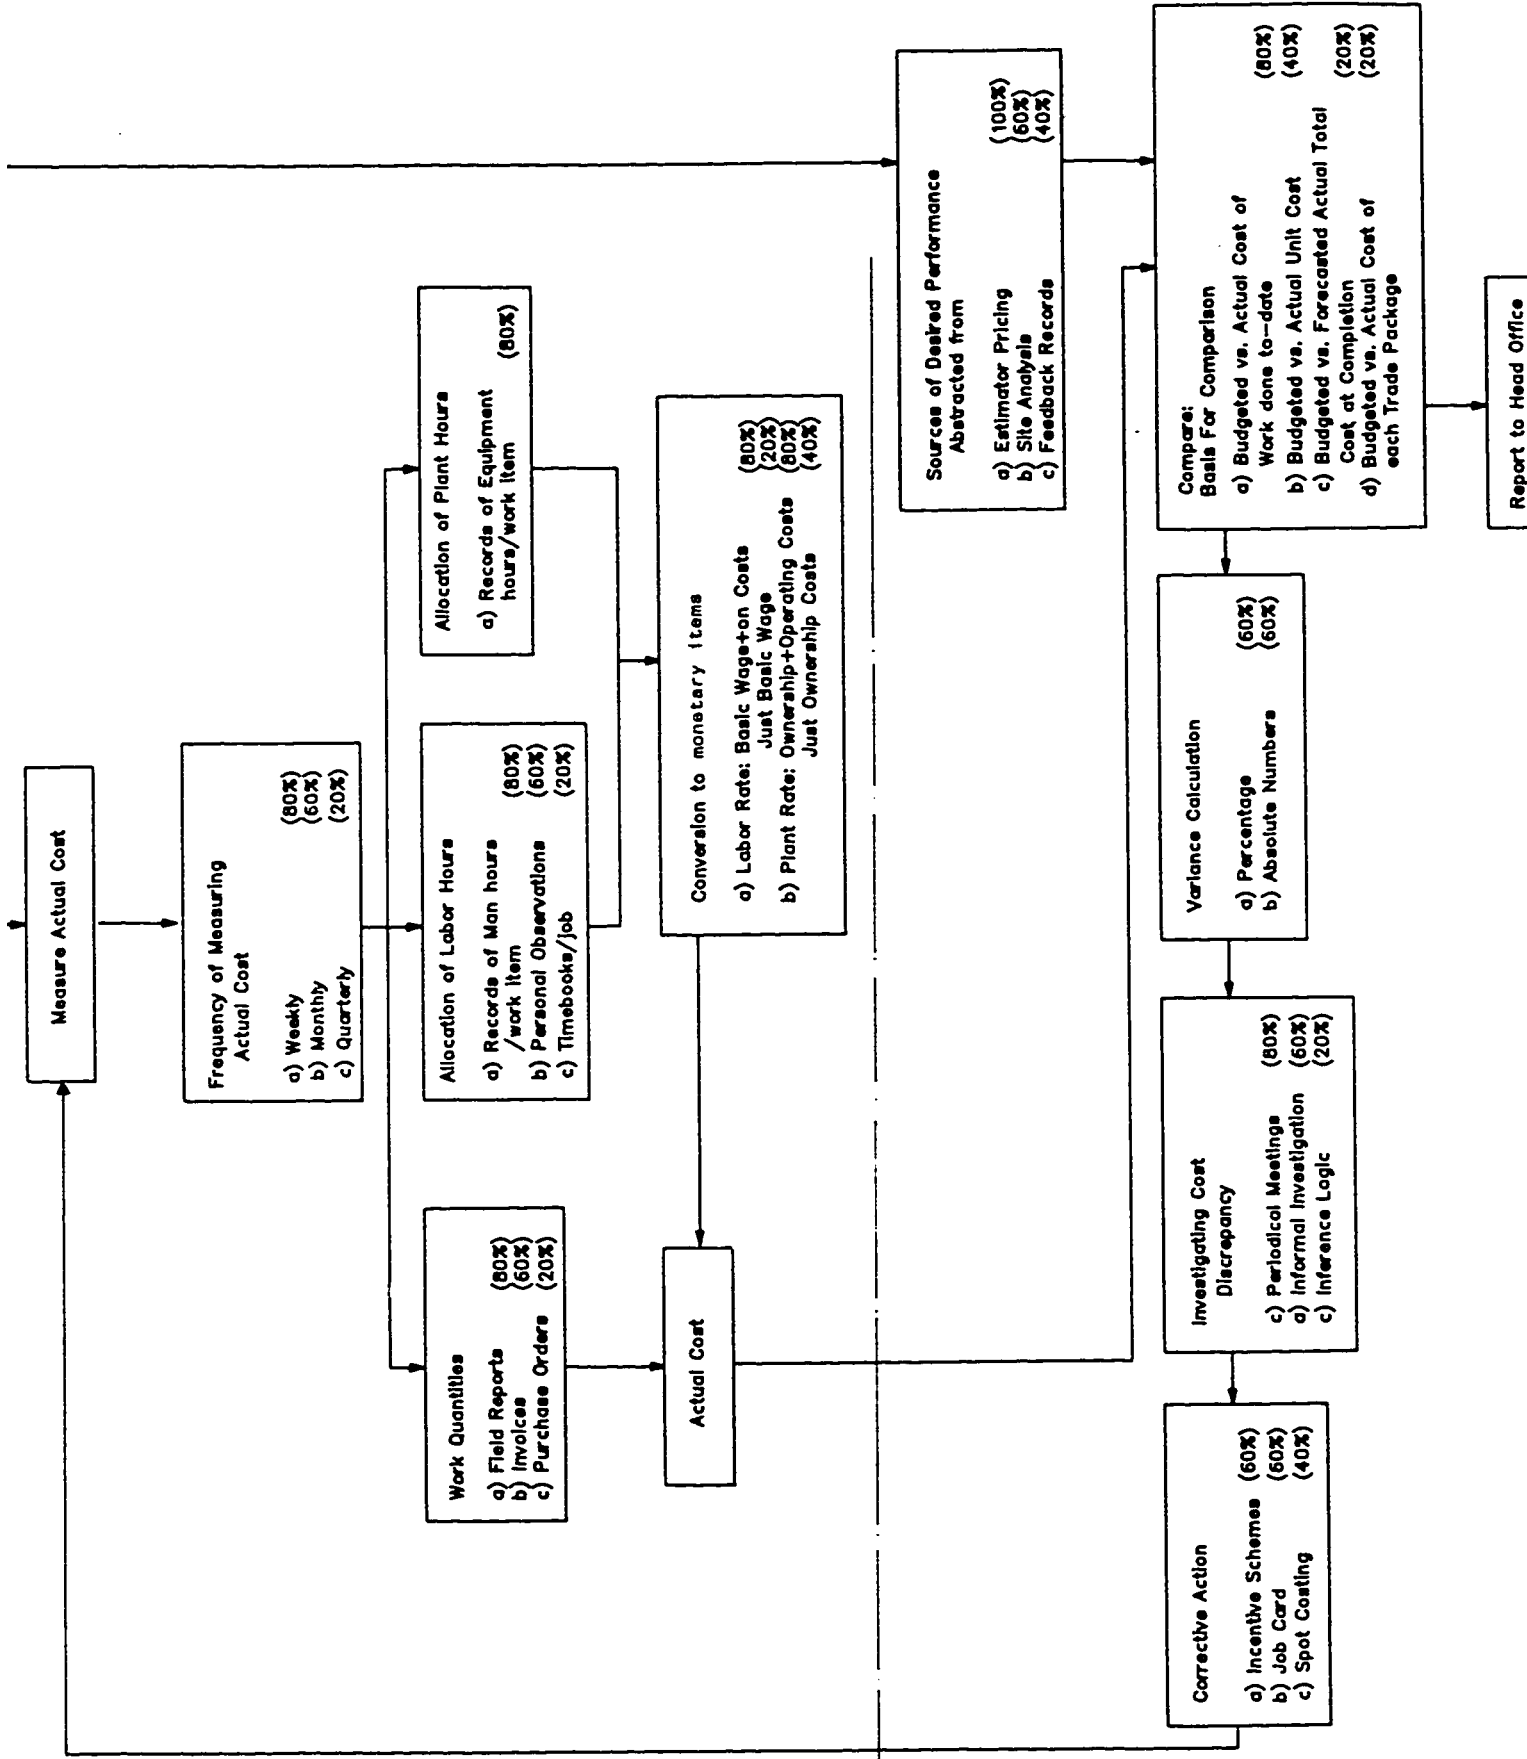 Measure Actual Cost
Frequency of Measuring
Actual Cost
a) Weekly (80%)
b) Monthly (60%)
c) Quarterly (20%)
Work Quantities
a) Field Reports (80%)
b) Invoices (60%)
c) Purchase Orders (20%)
Allocation of Labor Hours
a) Records of Man hours (80%)
/work item
b) Personal Observations (60%)
c) Timebooks/job (20%)
Allocation of Plant Hours
a) Records of Equipment
hours/work item (80%)
Conversion to monetary items
a) Labor Rate: Basic Wage+on Costs (80%)
Just Basic Wage (20%)
b) Plant Rate: Ownership+Operating Costs (80%)
Just Ownership Costs (40%)
Actual Cost
Sources of Desired Performance
Abstracted from
a) Estimator Pricing (100%)
b) Site Analysis (60%)
c) Feedback Records (40%)
Compare:
Basis For Comparison
a) Budgeted vs. Actual Cost of
Work done to-date (80%)
b) Budgeted vs. Actual Unit Cost (40%)
c) Budgeted vs. Forecasted Actual Total
Cost at Completion (20%)
d) Budgeted vs. Actual Cost of (20%)
each Trade Package
Variance Calculation
a) Percentage (60%)
b) Absolute Numbers (60%)
Investigating Cost
Discrepancy
c) Periodical Meetings (80%)
a) Informal Investigation (60%)
c) Inference Logic (20%)
Corrective Action
a) Incentive Schemes (60%)
b) Job Card (60%)
c) Spot Costing (40%)
Report to Head Office